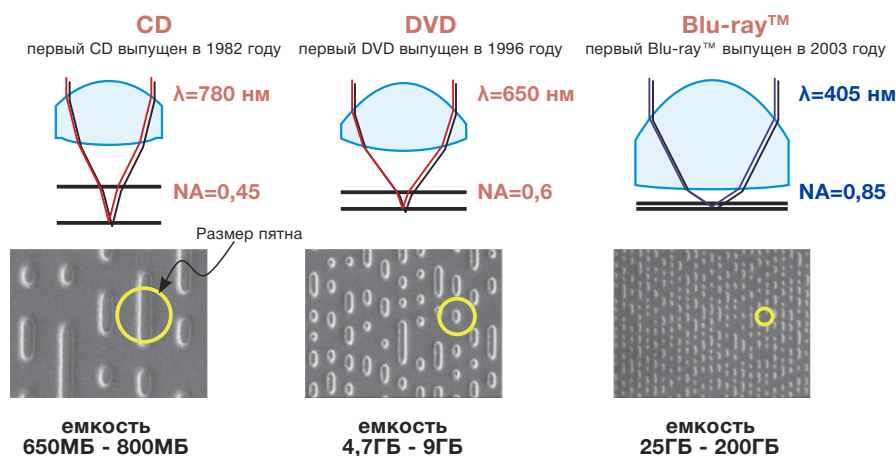 CD
первый CD выпущен в 1982 году
λ=780 нм
NA=0,45
Размер пятна
емкость
650МБ - 800МБ
DVD
первый DVD выпущен в 1996 году
λ=650 нм
NA=0,6
емкость
4,7ГБ - 9ГБ
Blu-ray™
первый Blu-ray™ выпущен в 2003 году
λ=405 нм
NA=0,85
емкость
25ГБ - 200ГБ